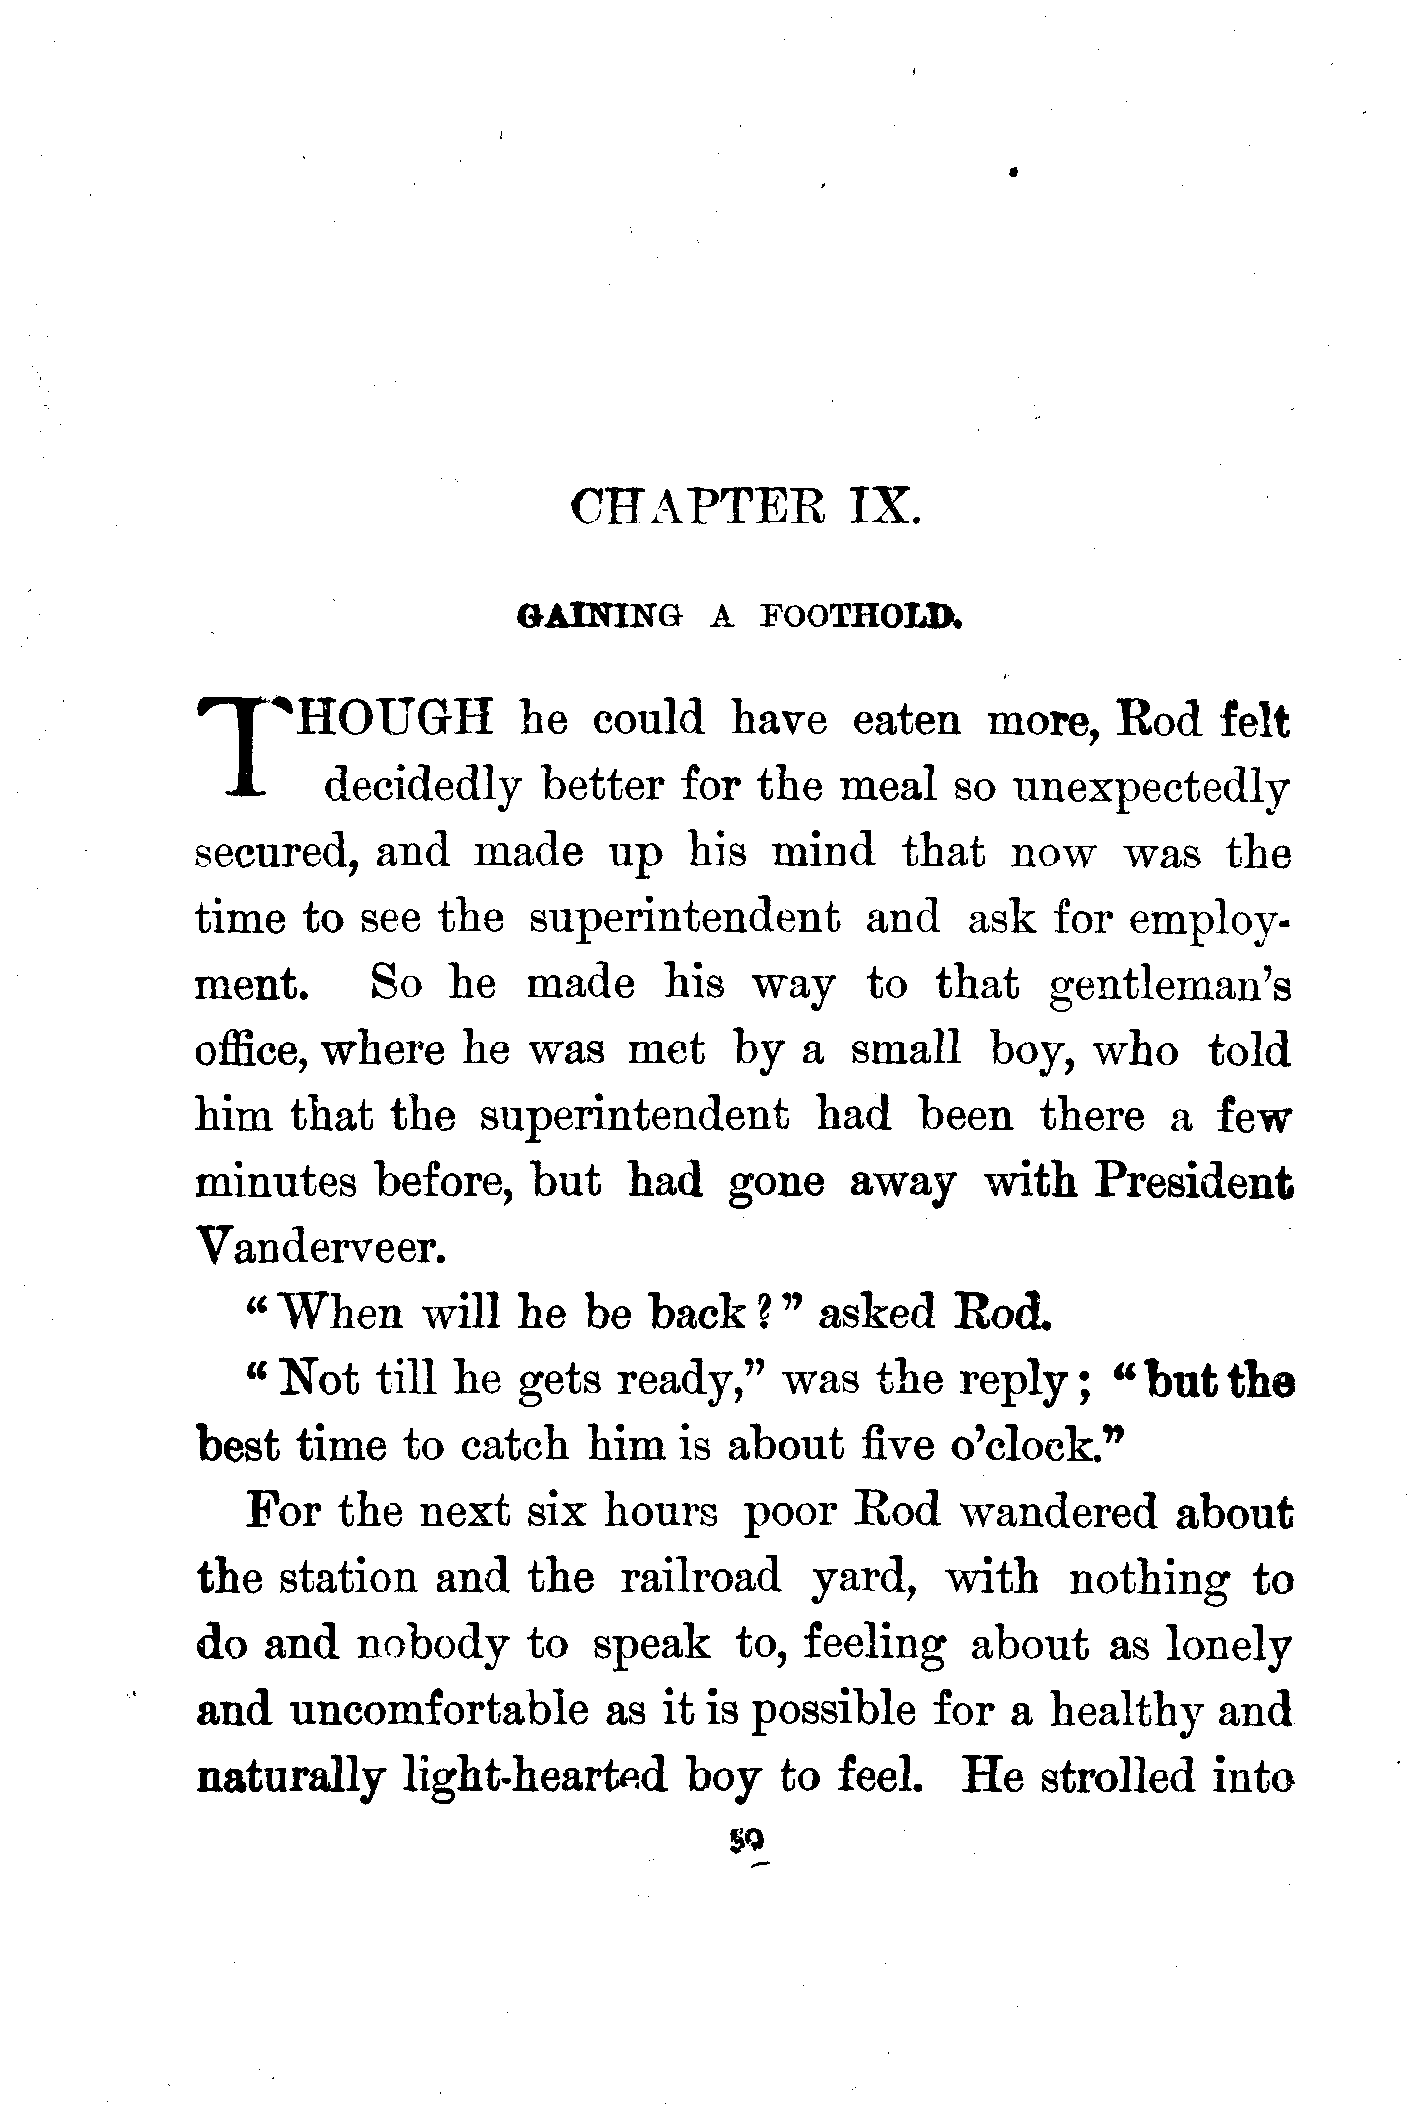 CHAPTER IX.
GAINING A FOOTHOLD.
THOUGH he could have eaten more, Rod felt
decidedly better for the meal so unexpectedly
secured, and made up his mind that now was the
time to see the superintendent and ask for employ-
ment. So he made his way to that gentleman's
office, where he was met by a small boy, who told
him that the superintendent had been there a few
minutes before, but had gone away with President
Vanderveer.
"When will he be back?" asked Rod.
"Not till he gets ready," was the reply; "but the
best time to catch him is about five o'clock."
For the next six hours poor Rod wandered about
the station and the railroad yard, with nothing to
do and nobody to speak to, feeling about as lonely
and uncomfortable as it is possible for a healthy and
naturally light-hearted boy to feel. He strolled into